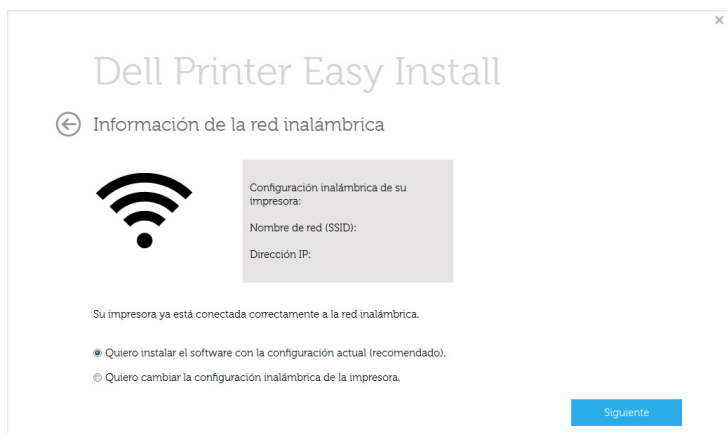 Dell Printer Easy Install
Información de la red inalámbrica
Configuración inalámbrica de su
impresora:
Nombre de red (SSID):
Dirección IP:
Su impresora ya está conectada correctamente a la red inalámbrica.
Quiero instalar el software con la configuración actual (recomendado).
Quiero cambiar la configuración inalámbrica de la impresora.
Siguiente